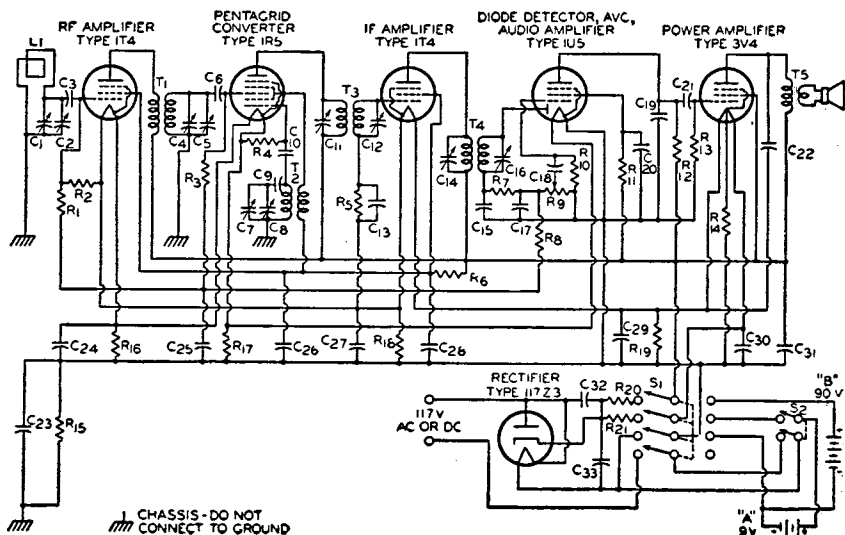 RF AMPLIFIER
TYPE 1T4
PENTAGRID
CONVERTER
TYPE 1R5
IF AMPLIFIER
TYPE 1T4
DIODE DETECTOR, AVC,
AUDIO AMPLIFIER
TYPE 1U5
POWER AMPLIFIER
TYPE 3V4
L1
C3
C1
C2
R2
R1
T1
C4
C5
C6
R3
R4
C10
C9
T2
C7
C8
C11
T3
C12
R5
C13
C14
T4
C16
R7
C15
C17
C18
R10
R9
R8
R11
C20
C19
C21
R12
R13
R14
C22
T5
R6
C24
R16
C25
R17
C26
C27
R18
C28
C29
R19
C30
C31
C23
R15
117V
AC OR DC
RECTIFIER
TYPE 117Z3
C32
R20
R21
C33
S1
S2
"B"
90 V
"A"
9V
CHASSIS - DO NOT
CONNECT TO GROUND